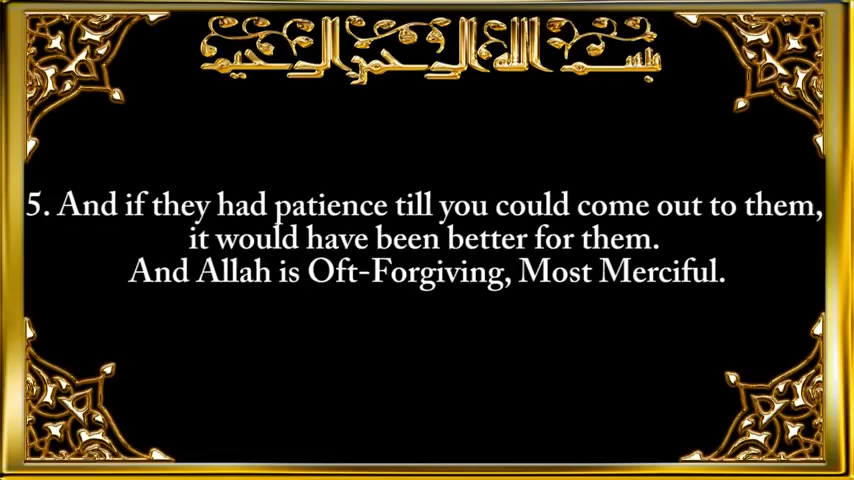 بسم الله الرحمن الرحيم
5. And if they had patience till you could come out to them,
it would have been better for them.
And Allah is Oft-Forgiving, Most Merciful.